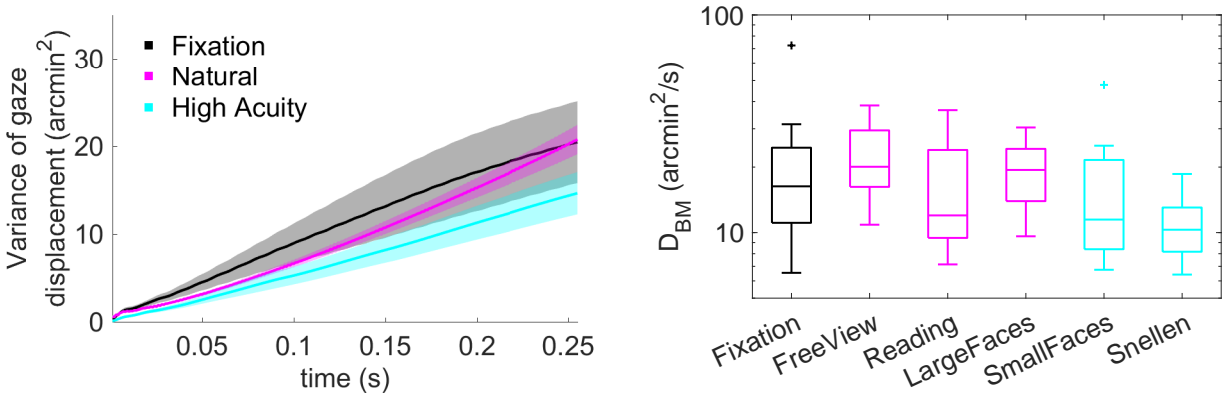 Variance of gaze
displacement (arcmin²)
30
20
10
0
Fixation
Natural
High Acuity
0.05
0.1
0.15
0.2
0.25
time (s)
D_BM (arcmin²/s)
100
10
Fixation
FreeView
Reading
LargeFaces
SmallFaces
Snellen